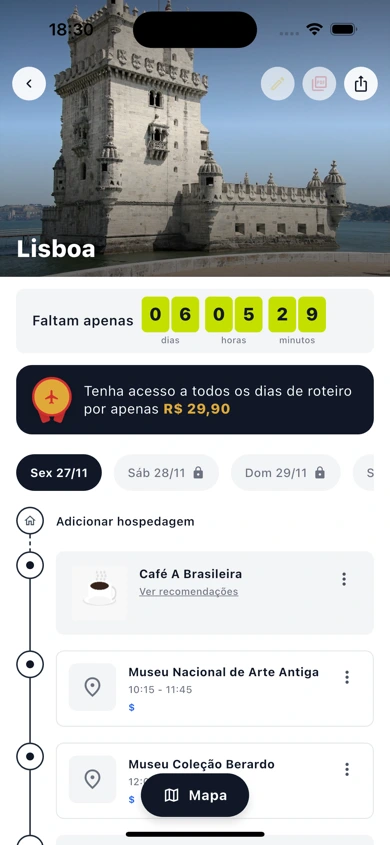 18:30
PDF
Lisboa
Faltam apenas
0 6 0 5 2 9
dias horas minutos
Tenha acesso a todos os dias de roteiro
por apenas R$ 29,90
Sex 27/11 Sáb 28/11 Dom 29/11 S
Adicionar hospedagem
Café A Brasileira
Ver recomendações
Museu Nacional de Arte Antiga
10:15 - 11:45
$
Museu Coleção Berardo
12:
$
Mapa